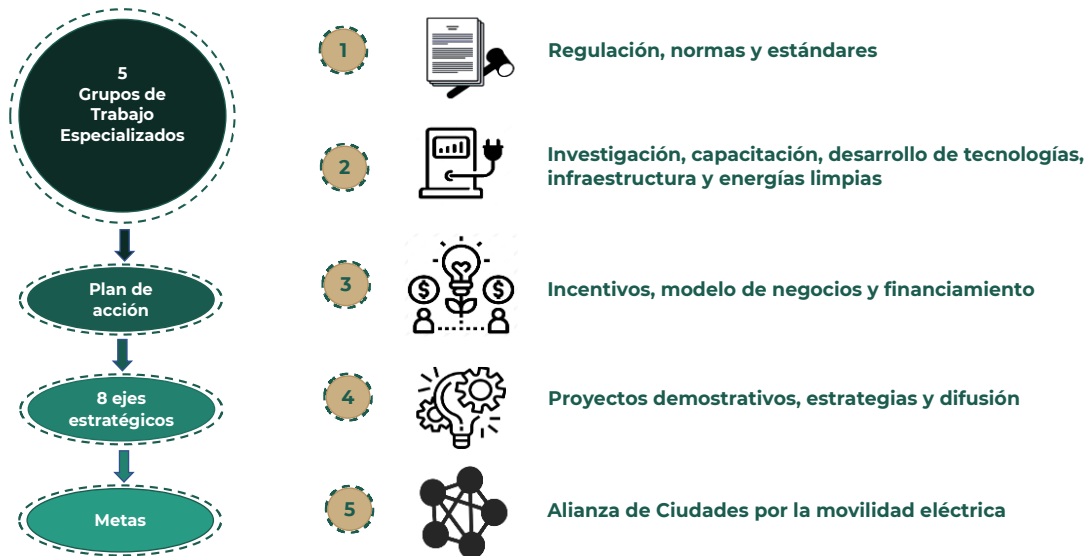 5
Grupos de
Trabajo
Especializados
Plan de
acción
8 ejes
estratégicos
Metas
1
Regulación, normas y estándares
2
Investigación, capacitación, desarrollo de tecnologías,
infraestructura y energías limpias
3
$
$
Incentivos, modelo de negocios y financiamiento
4
Proyectos demostrativos, estrategias y difusión
5
Alianza de Ciudades por la movilidad eléctrica